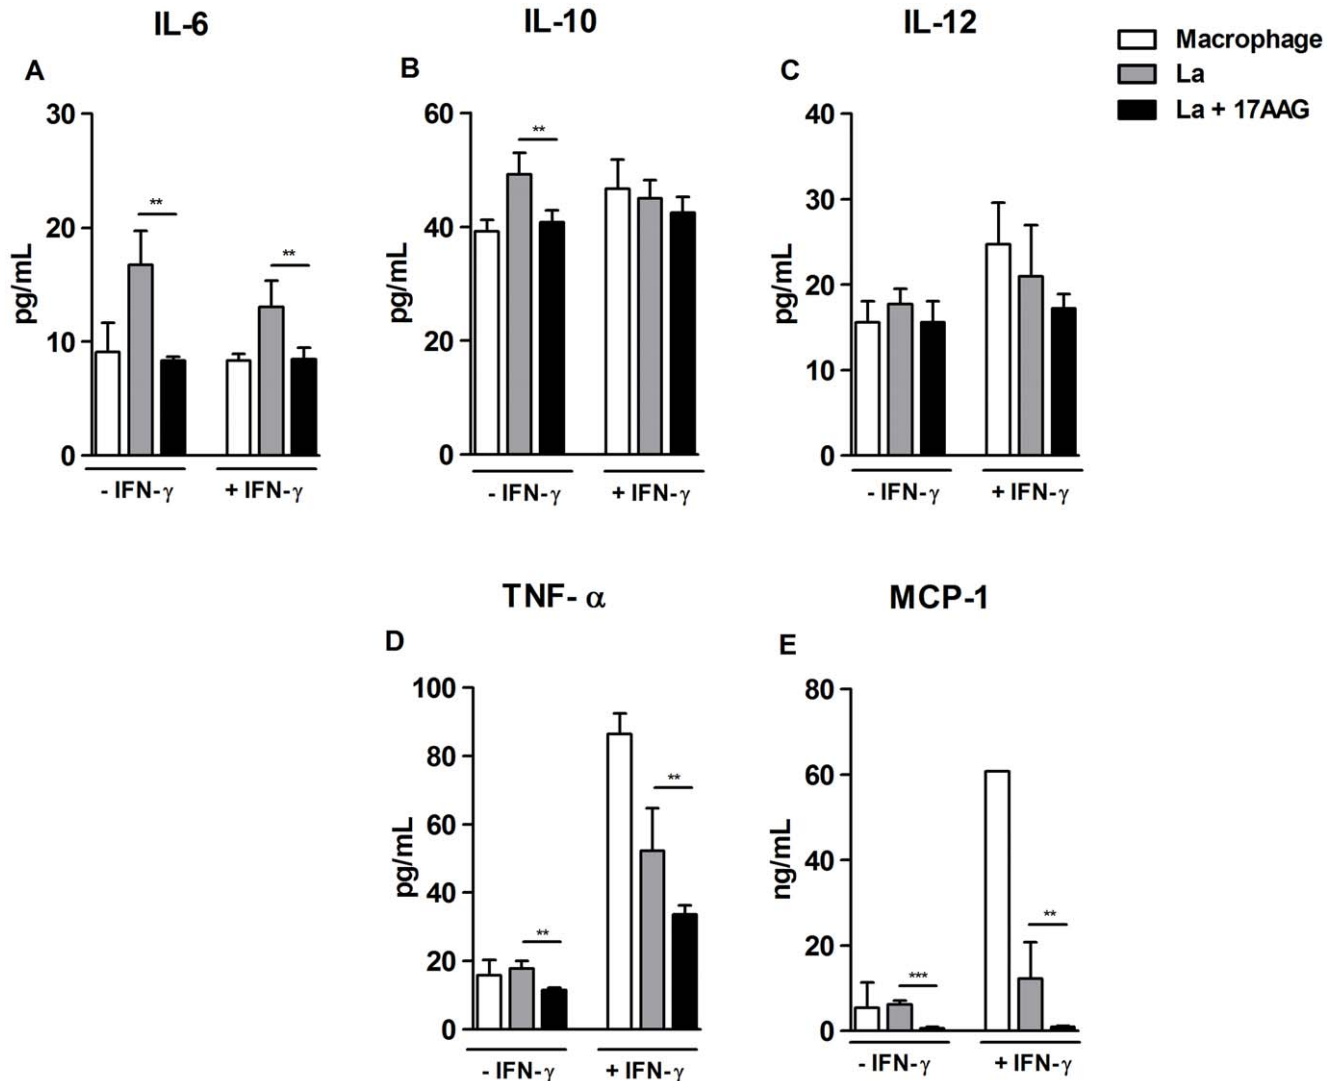 IL-6
IL-10
IL-12
Macrophage
La
La + 17AAG
A
B
C
30
20
10
0
pg/mL
**
**
- IFN-γ
+ IFN-γ
60
40
20
0
pg/mL
**
- IFN-γ
+ IFN-γ
40
30
20
10
0
pg/mL
- IFN-γ
+ IFN-γ
TNF- α
MCP-1
D
E
100
80
60
40
20
0
pg/mL
**
**
- IFN-γ
+ IFN-γ
80
60
40
20
0
ng/mL
***
**
- IFN-γ
+ IFN-γ